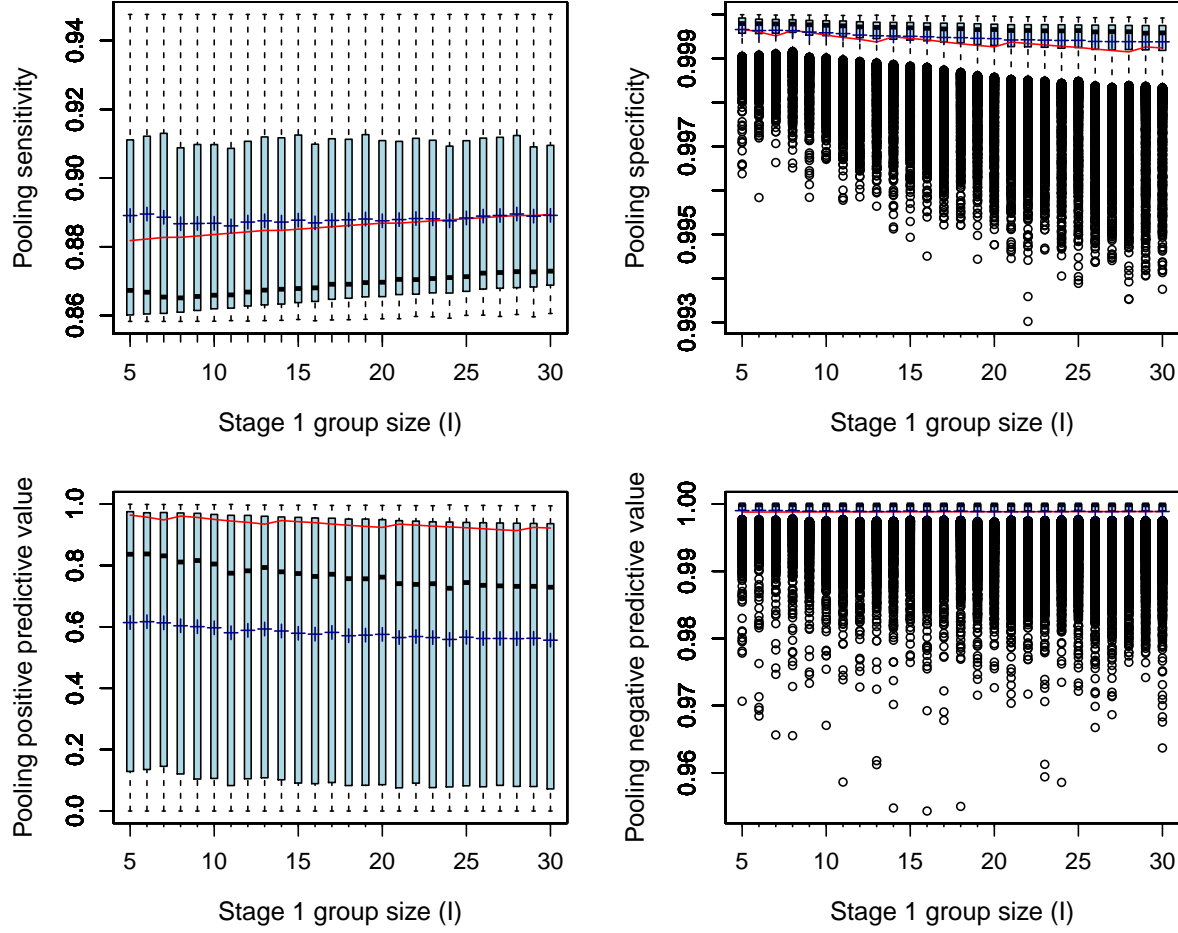 Pooling sensitivity
0.94
0.92
0.90
0.88
0.86
5 10 15 20 25 30
Stage 1 group size (I)
Pooling specificity
0.999
0.997
0.995
0.993
5 10 15 20 25 30
Stage 1 group size (I)
Pooling positive predictive value
1.0
0.8
0.6
0.4
0.2
0.0
5 10 15 20 25 30
Stage 1 group size (I)
Pooling negative predictive value
1.00
0.99
0.98
0.97
0.96
5 10 15 20 25 30
Stage 1 group size (I)